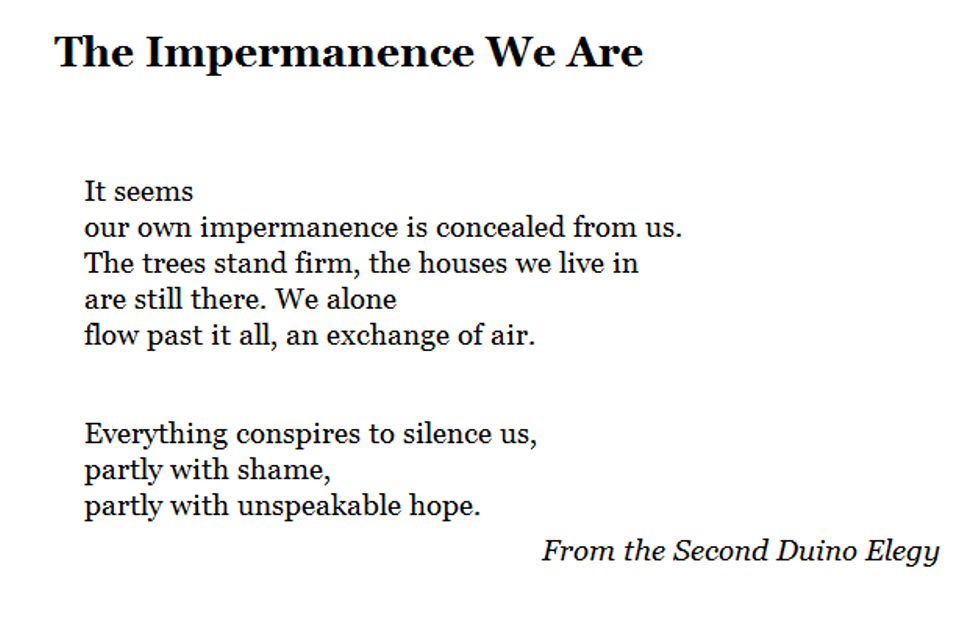 The Impermanence We Are
It seems
our own impermanence is concealed from us.
The trees stand firm, the houses we live in
are still there. We alone
flow past it all, an exchange of air.
Everything conspires to silence us,
partly with shame,
partly with unspeakable hope.
From the Second Duino Elegy